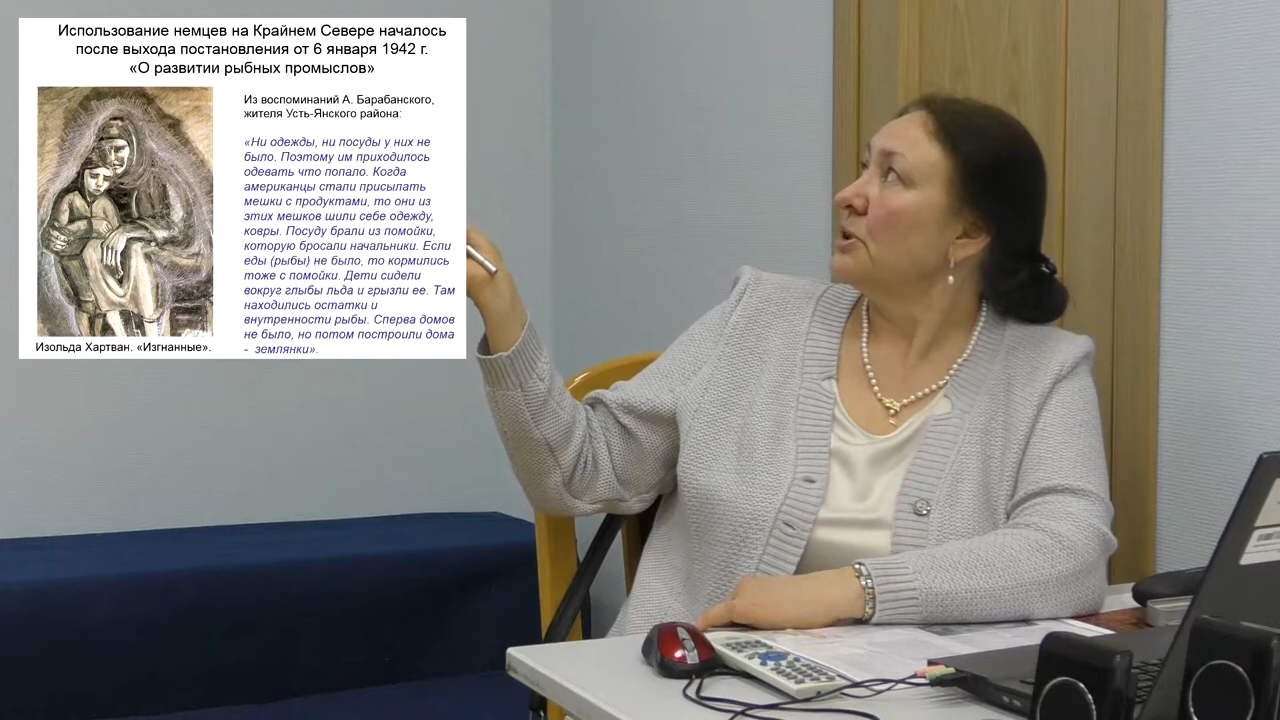 Использование немцев на Крайнем Севере началось
после выхода постановления от 6 января 1942 г.
«О развитии рыбных промыслов»
Из воспоминаний А. Барабанского,
жителя Усть-Янского района:
«Ни одежды, ни посуды у них не
было. Поэтому им приходилось
одевать что попало. Когда
американцы стали присылать
мешки с продуктами, то они из
этих мешков шили себе одежду,
ковры. Посуду брали из помойки,
которую бросали начальники. Если
еды (рыбы) не было, то кормились
тоже с помойки. Дети сидели
вокруг глыбы льда и грызли ее. Там
находились остатки и
внутренности рыбы. Сперва домов
не было, но потом построили дома
- землянки».
Изольда Хартван. «Изгнанные».